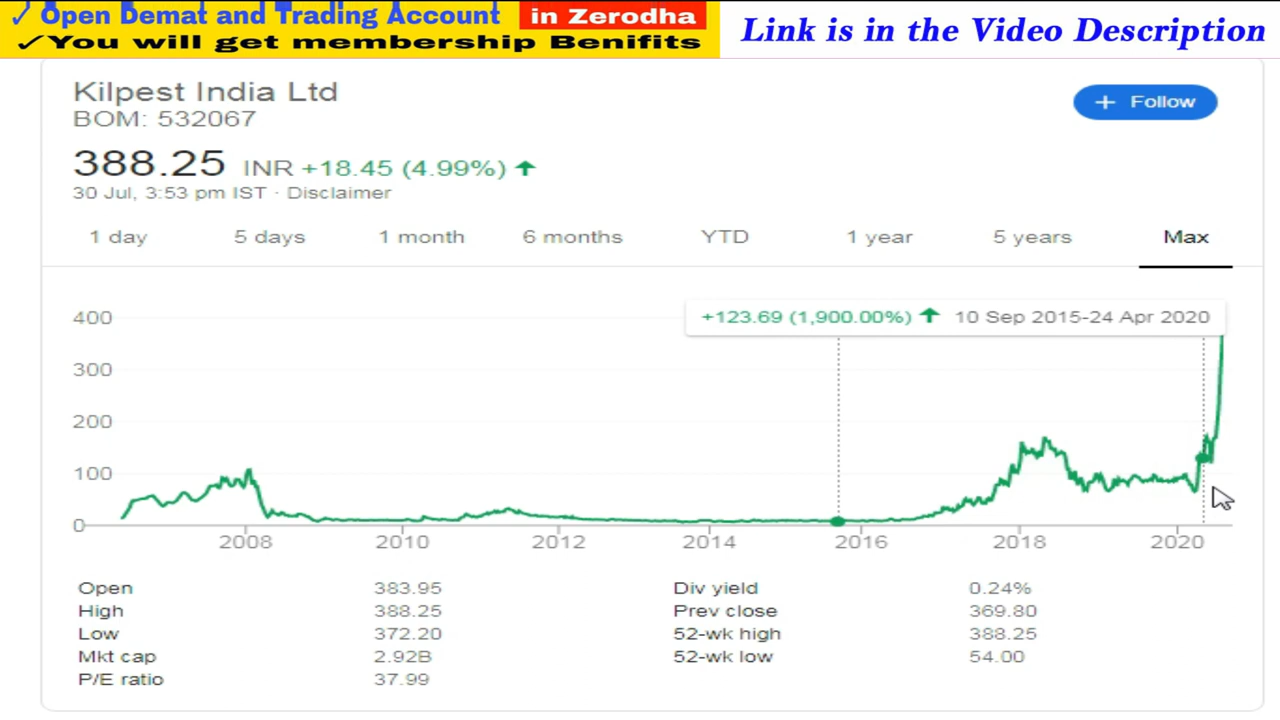 ✓ Open Demat and Trading Account in Zerodha
✓You will get membership Benifits
Link is in the Video Description
Kilpest India Ltd
BOM: 532067
+ Follow
388.25 INR +18.45 (4.99%) ↑
30 Jul, 3:53 pm IST · Disclaimer
1 day 5 days 1 month 6 months YTD 1 year 5 years Max
+123.69 (1,900.00%) ↑ 10 Sep 2015-24 Apr 2020
400
300
200
100
0
2008 2010 2012 2014 2016 2018 2020
Open 383.95 Div yield 0.24%
High 388.25 Prev close 369.80
Low 372.20 52-wk high 388.25
Mkt cap 2.92B 52-wk low 54.00
P/E ratio 37.99